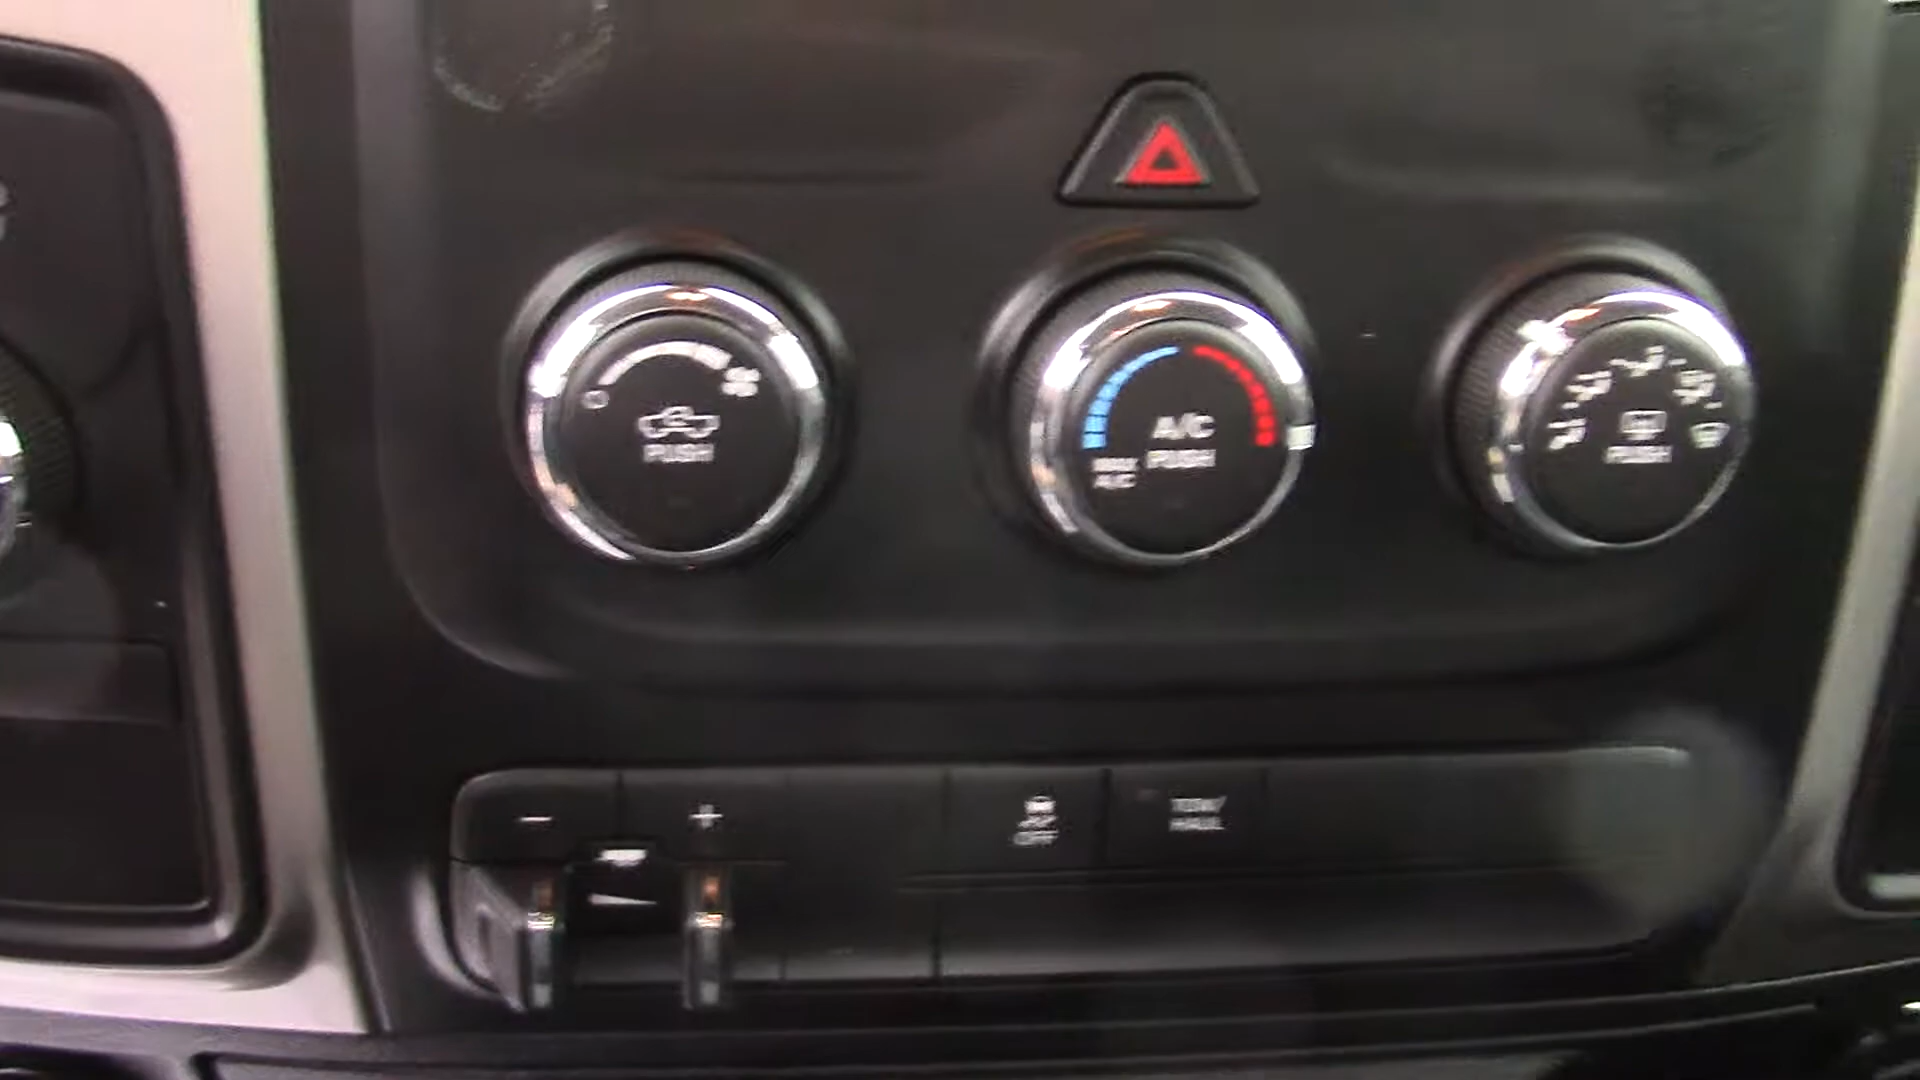 PUSH
A/C
PUSH
MAX
A/C
PUSH
- +
OFF
TOW/
HAUL